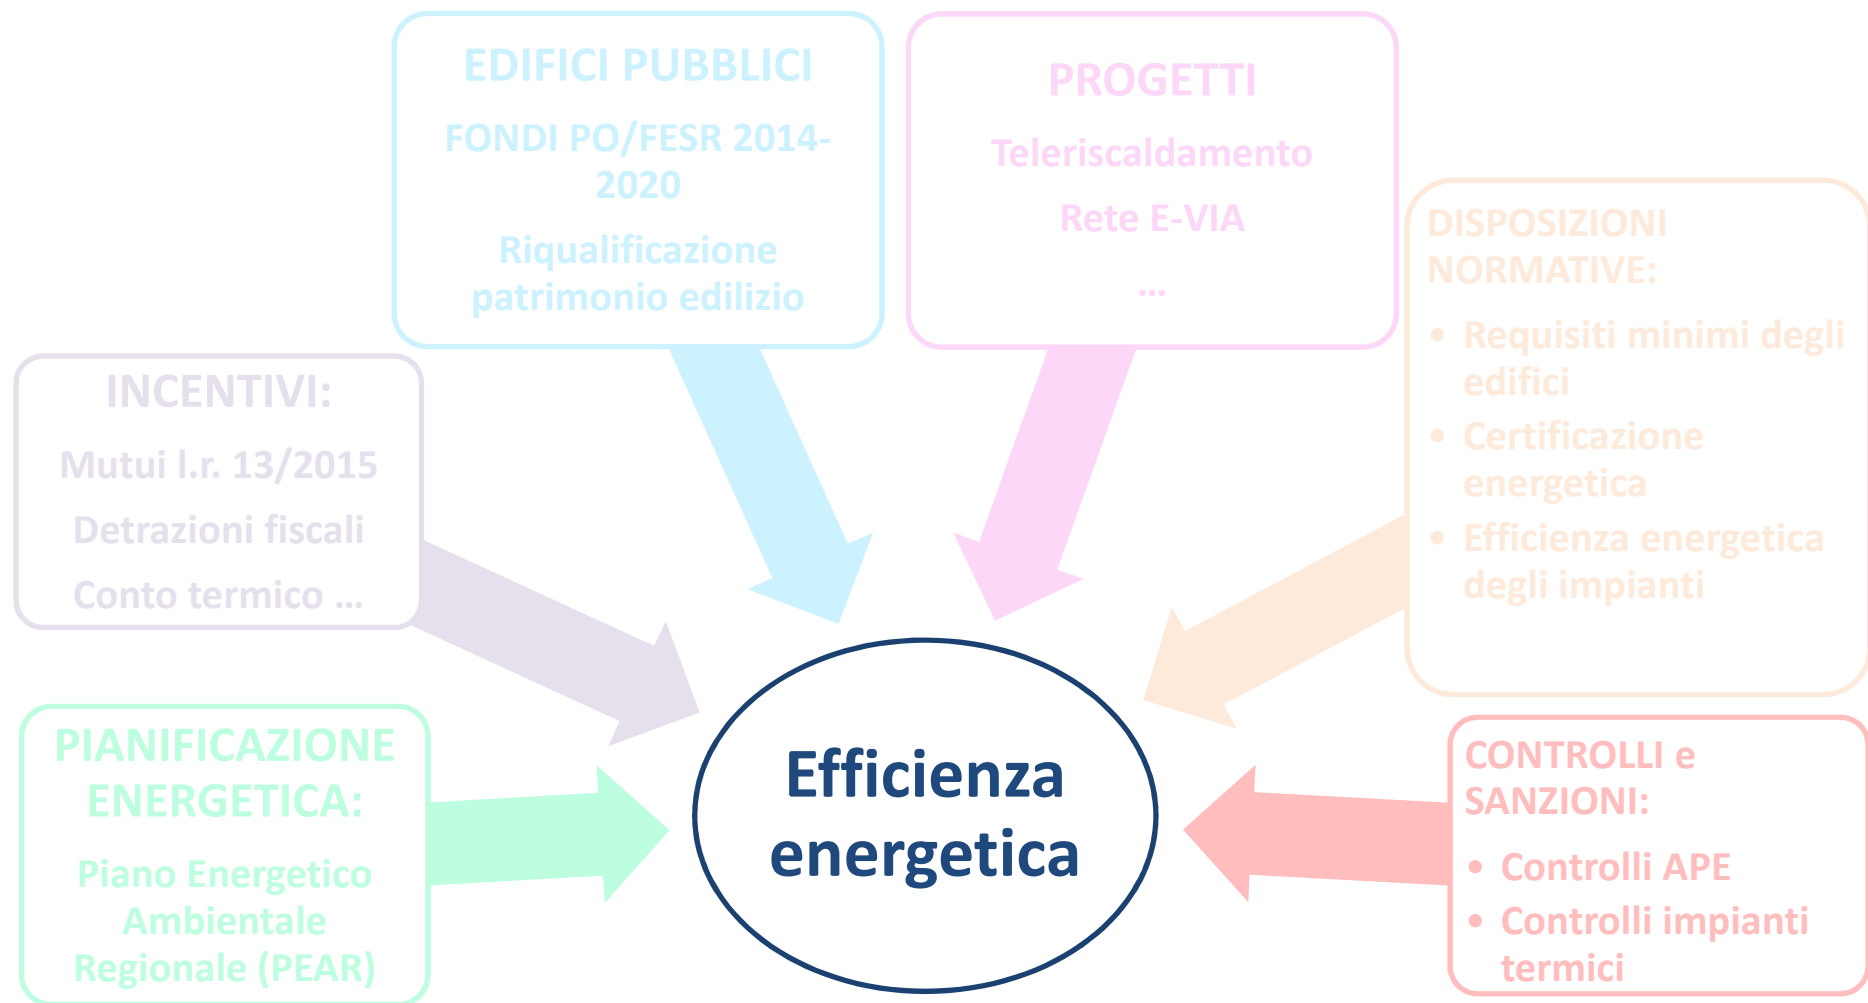 EDIFICI PUBBLICI
FONDI PO/FESR 2014-
2020
Riqualificazione
patrimonio edilizio
PROGETTI
Teleriscaldamento
Rete E-VIA
...
DISPOSIZIONI
NORMATIVE:
• Requisiti minimi degli
edifici
• Certificazione
energetica
• Efficienza energetica
degli impianti
INCENTIVI:
Mutui l.r. 13/2015
Detrazioni fiscali
Conto termico ...
PIANIFICAZIONE
ENERGETICA:
Piano Energetico
Ambientale
Regionale (PEAR)
Efficienza
energetica
CONTROLLI e
SANZIONI:
• Controlli APE
• Controlli impianti
termici